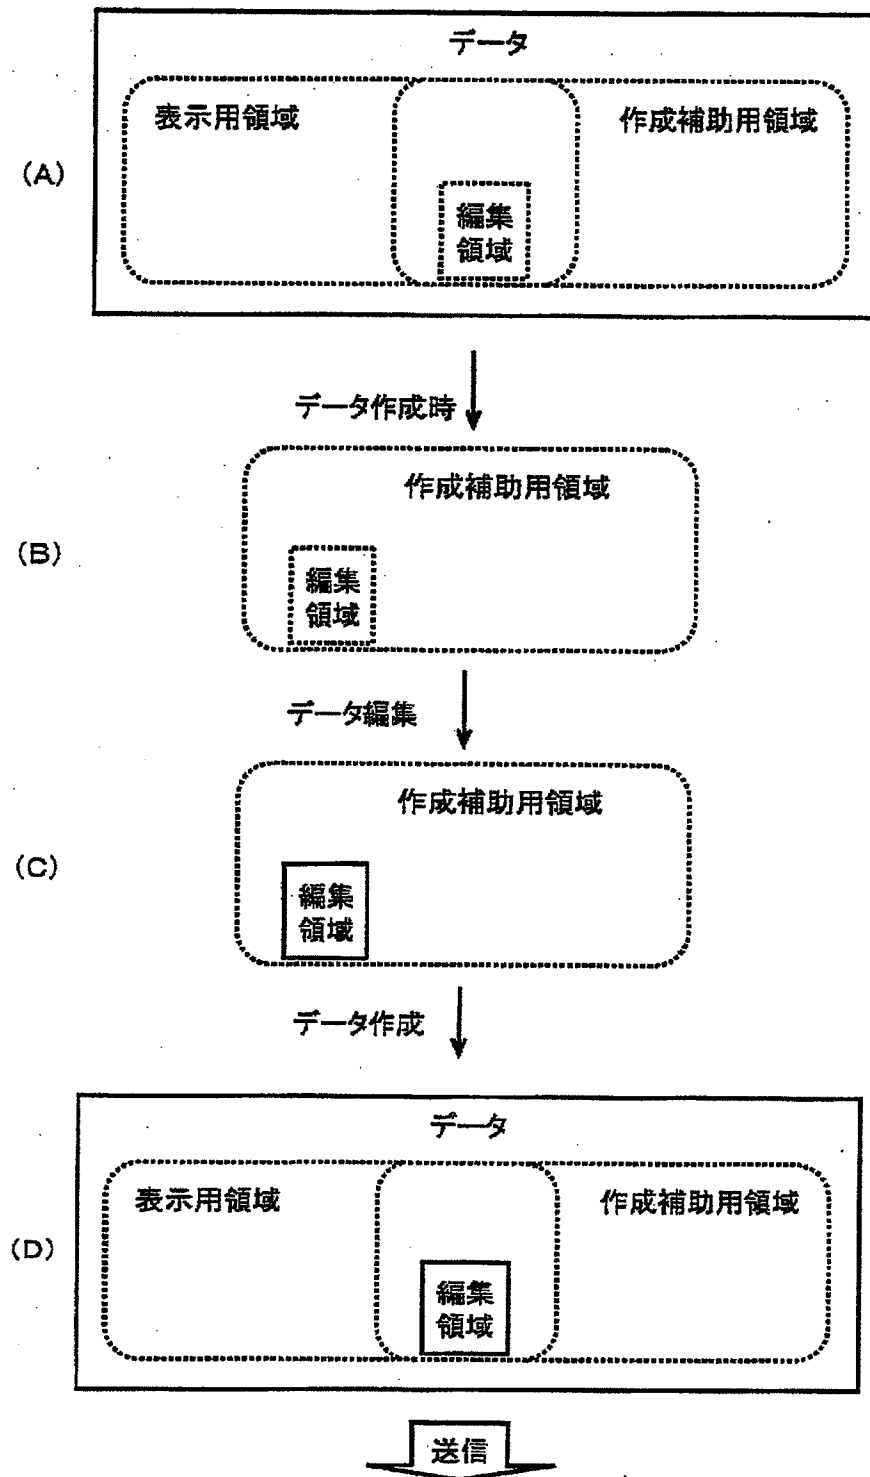 データ
表示用領域
作成補助用領域
(A)
編集
領域
データ作成時
作成補助用領域
(B)
編集
領域
データ編集
作成補助用領域
(C)
編集
領域
データ作成
データ
表示用領域
作成補助用領域
(D)
編集
領域
送信